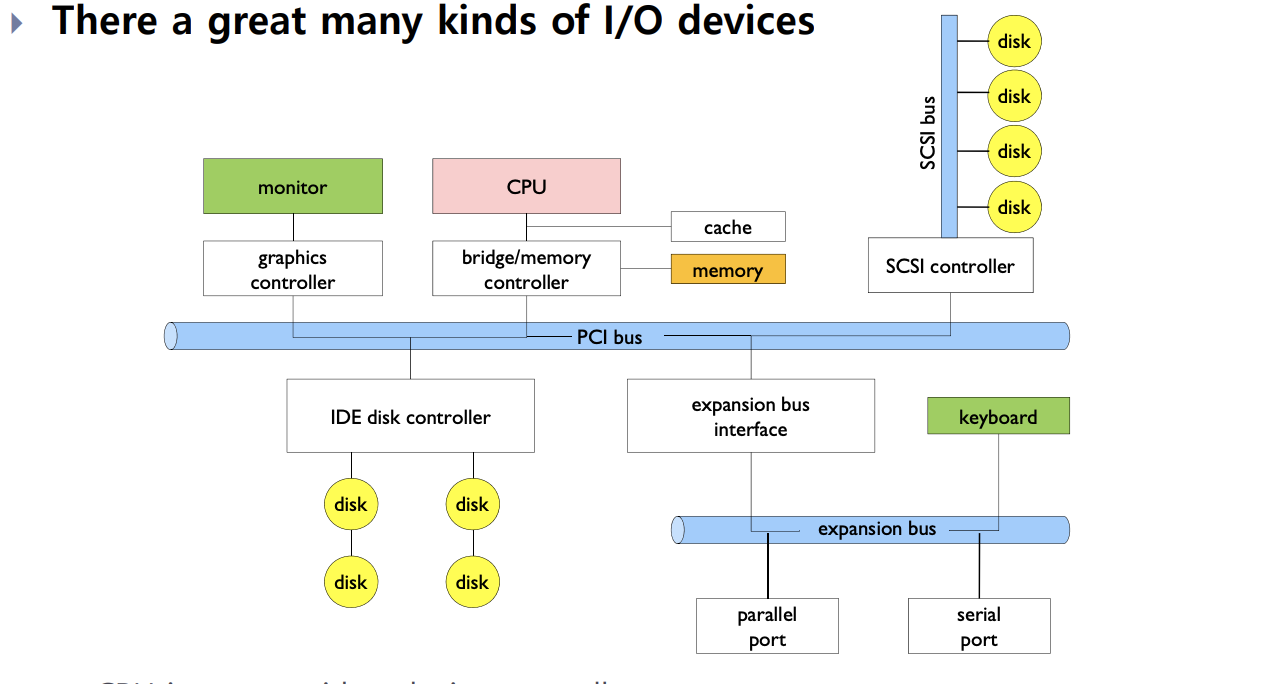 There a great many kinds of I/O devices
disk
disk
SCSI bus
disk
disk
monitor
CPU
cache
graphics
controller
bridge/memory
controller
memory
SCSI controller
PCI bus
IDE disk controller
expansion bus
interface
keyboard
disk
disk
expansion bus
disk
disk
parallel
port
serial
port